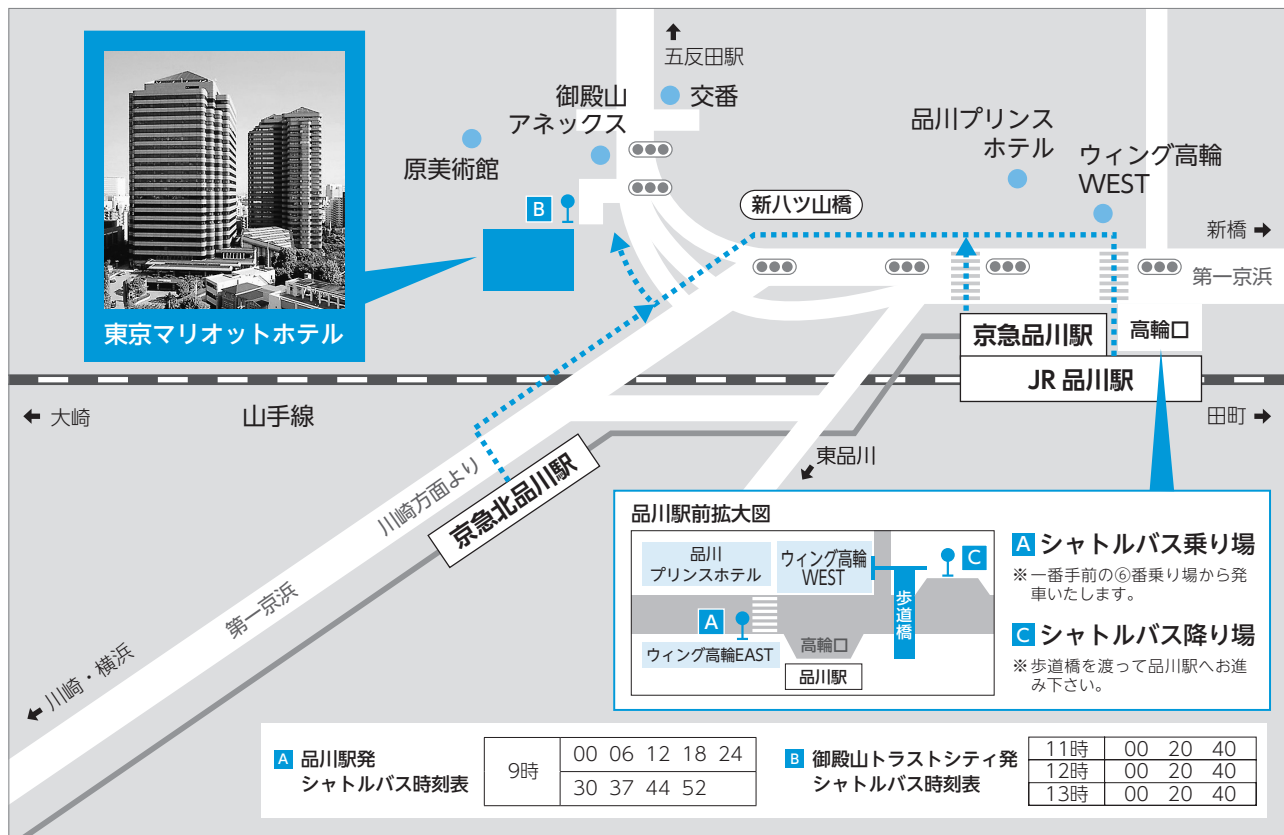 ↑
五反田駅
御殿山
アネックス
交番
原美術館
品川プリンス
ホテル
ウィング高輪
WEST
B
新八ツ山橋
新橋→
第一京浜
東京マリオットホテル
京急品川駅
高輪口
JR 品川駅
← 大崎
山手線
田町→
東品川
川崎方面より
京急北品川駅
第一京浜
川崎・横浜
品川駅前拡大図
品川
プリンスホテル
ウィング高輪
WEST
C
歩道橋
A
ウィング高輪EAST
高輪口
品川駅
A シャトルバス乗り場
※一番手前の⑥番乗り場から発
車いたします。
C シャトルバス降り場
※歩道橋を渡って品川駅へお進
み下さい。
A 品川駅発
シャトルバス時刻表
9時
00 06 12 18 24
30 37 44 52
B 御殿山トラストシティ発
シャトルバス時刻表
11時 00 20 40
12時 00 20 40
13時 00 20 40